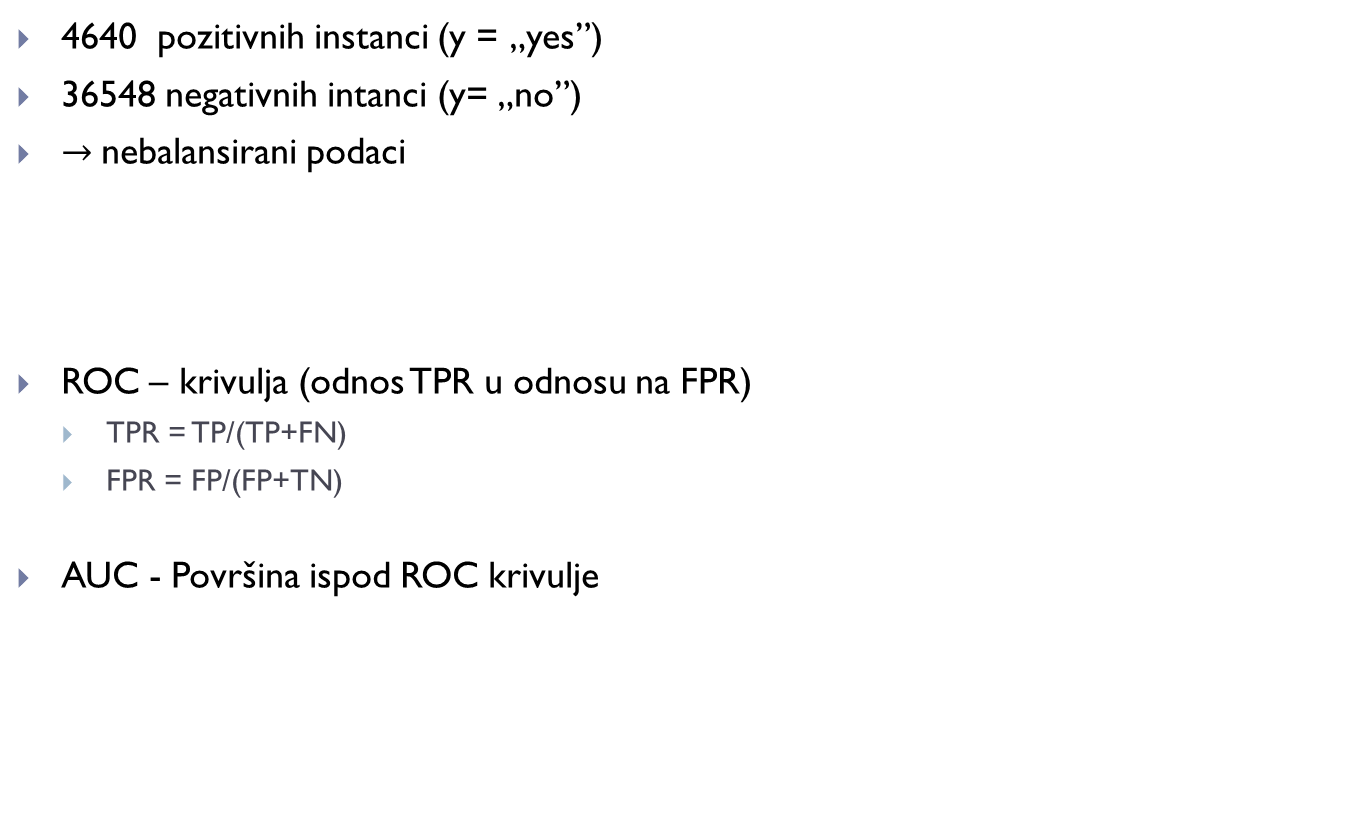 4640 pozitivnih instanci (y = „yes”)
36548 negativnih intanci (y= „no”)
→ nebalansirani podaci
ROC – krivulja (odnos TPR u odnosu na FPR)
TPR = TP/(TP+FN)
FPR = FP/(FP+TN)
AUC - Površina ispod ROC krivulje